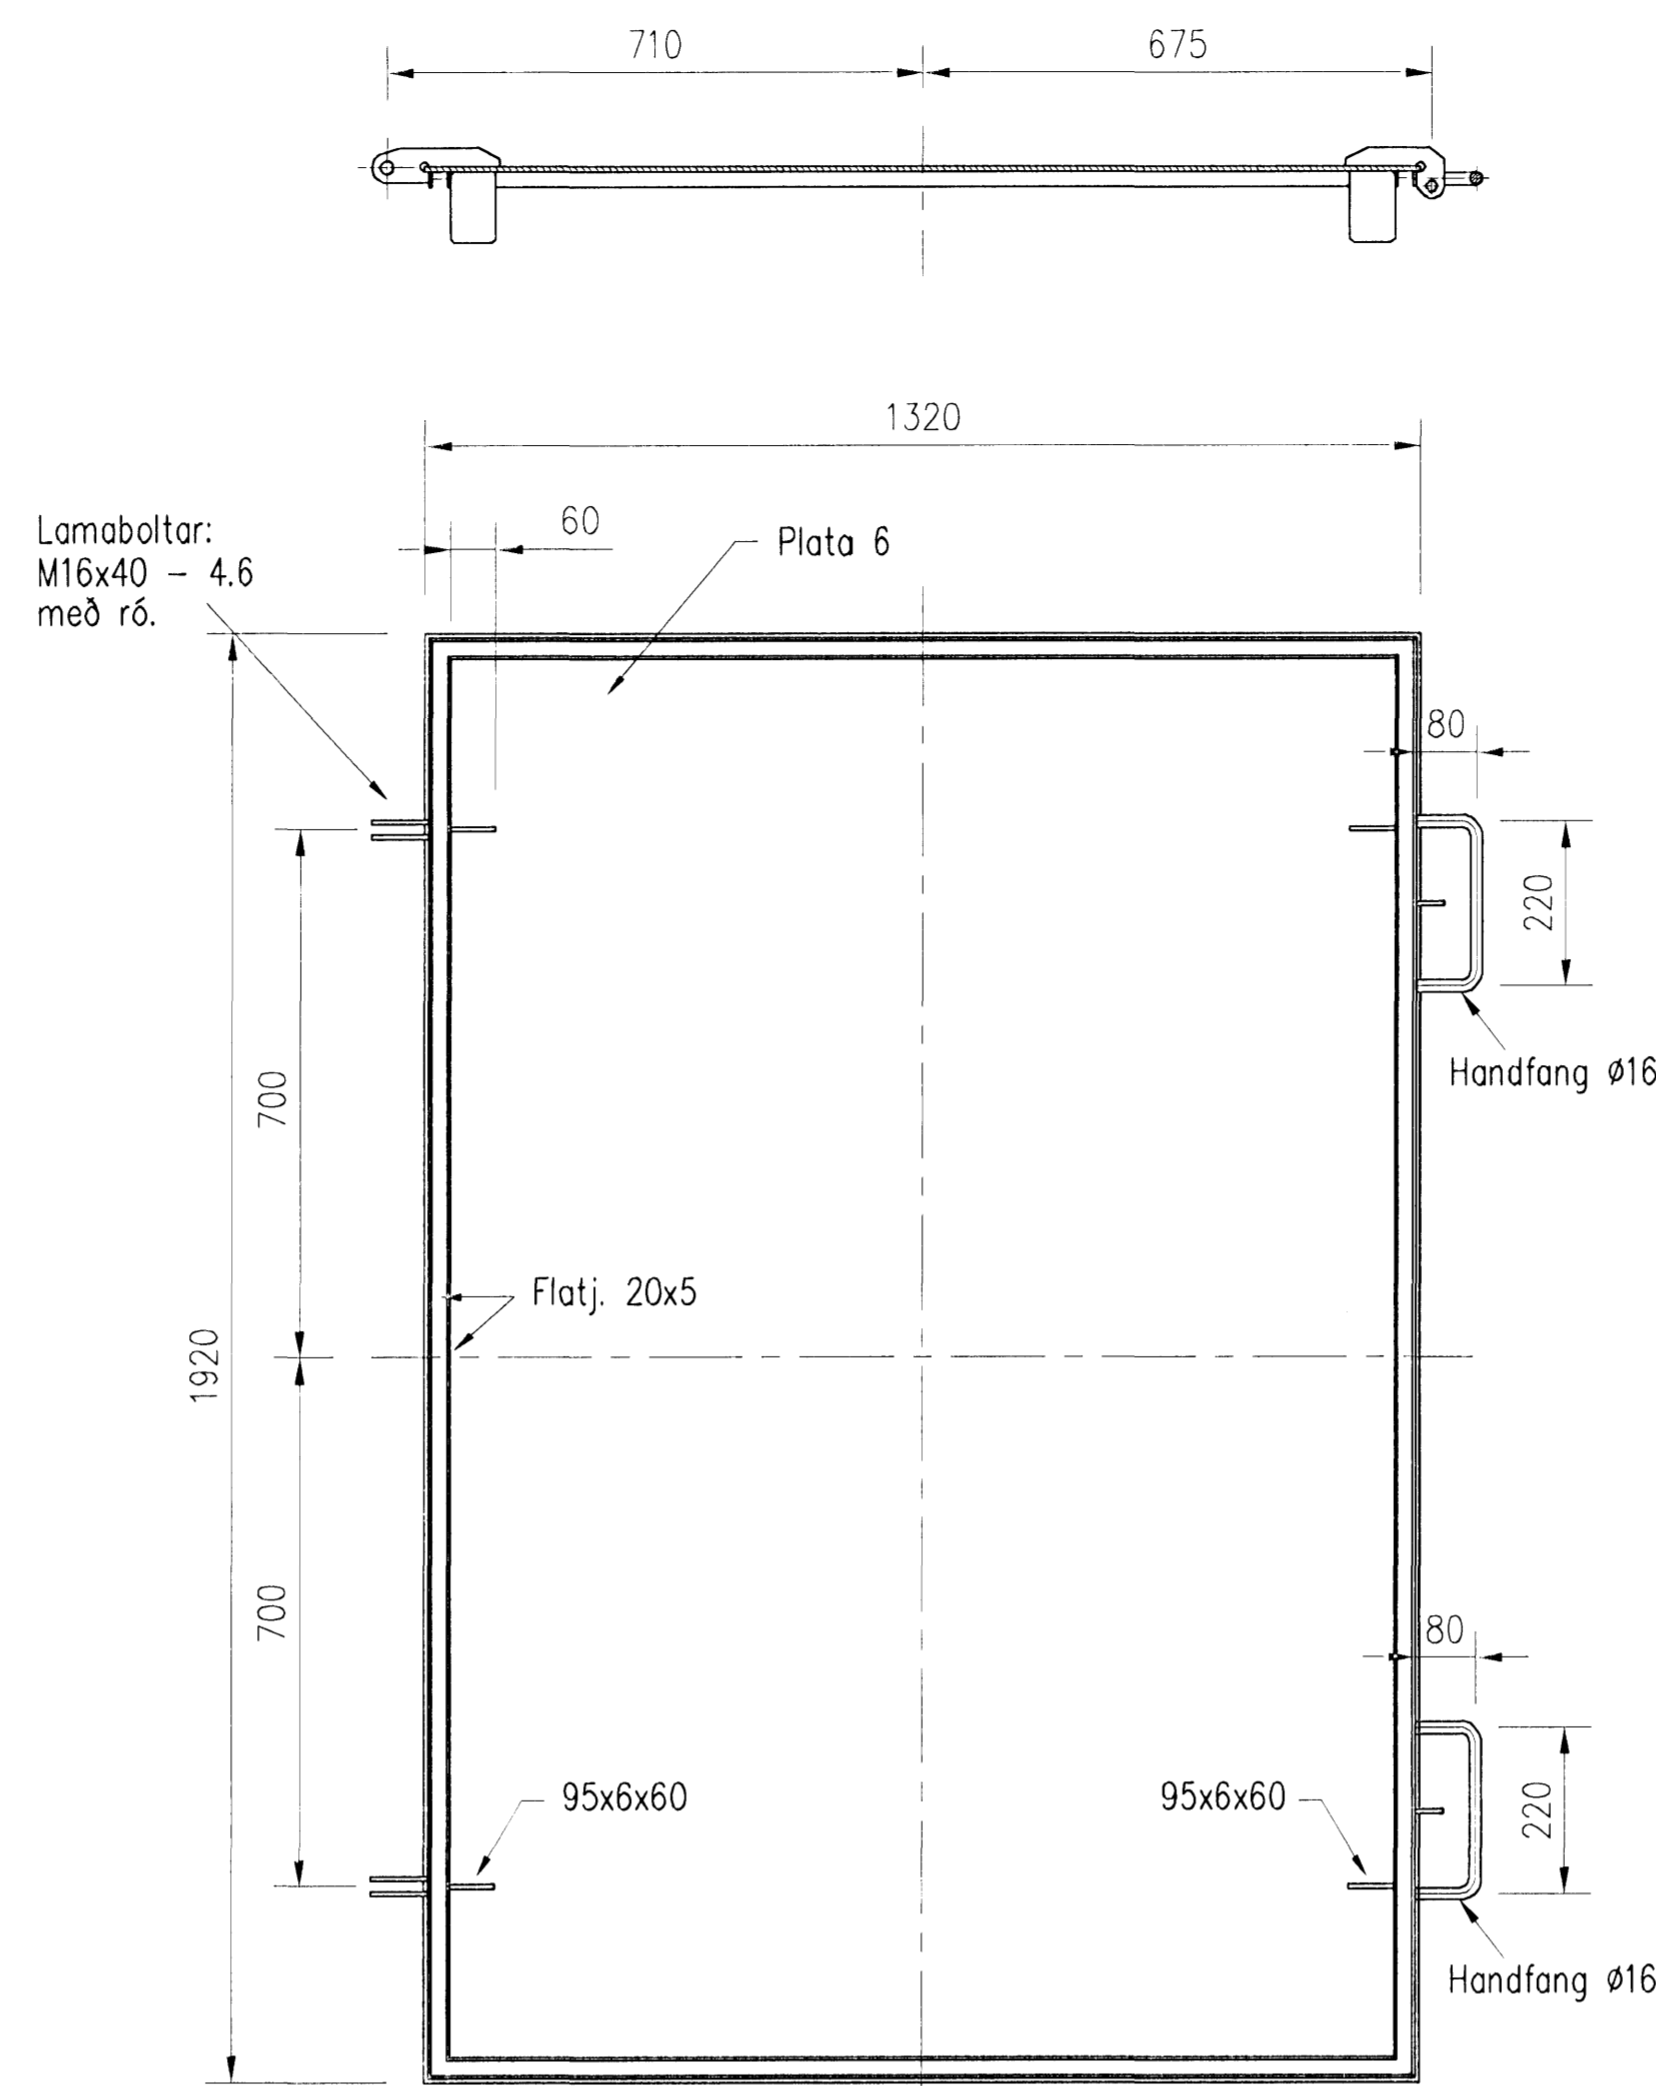 710
675
1320
60
Plata 6
Lamaboltar:
M16x40 – 4.6
með ró.
80
220
Handfang ø16
700
Flatj. 20x5
1920
700
80
95x6x60
95x6x60
220
Handfang ø16